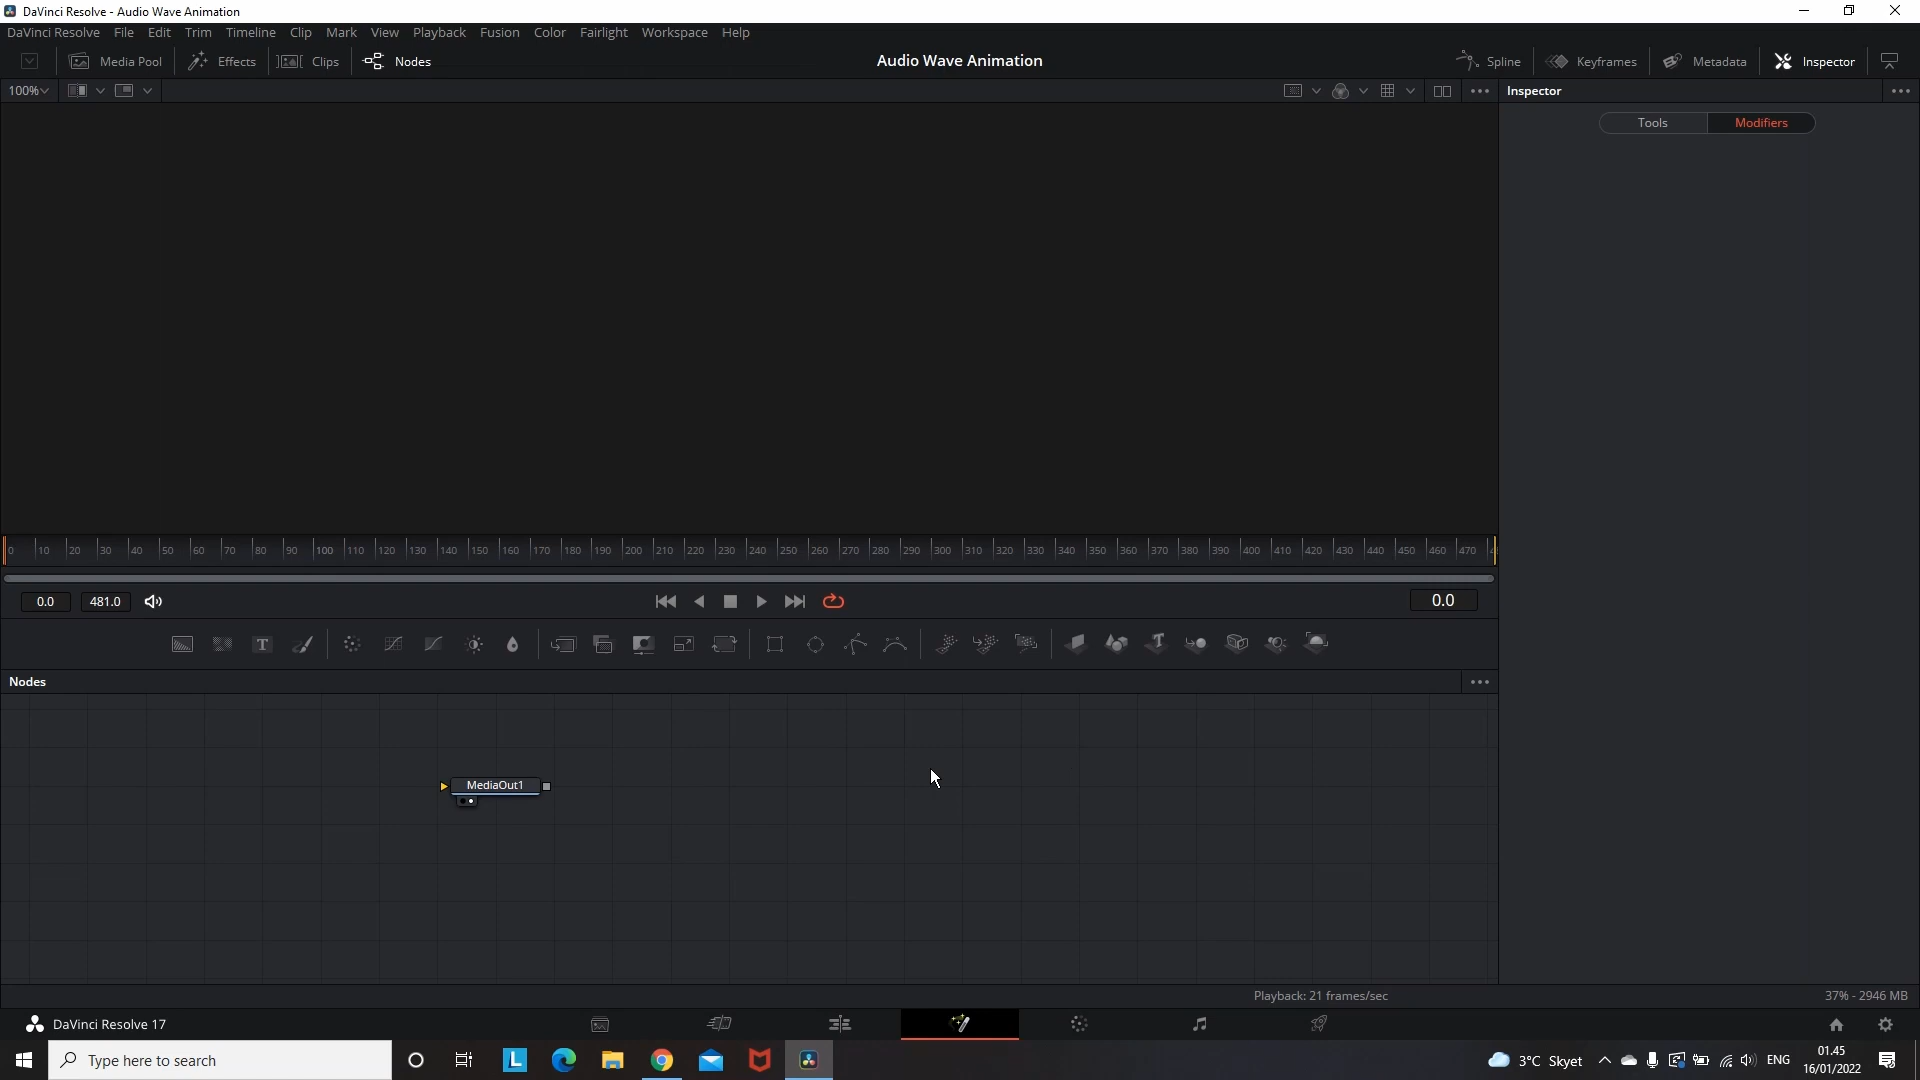 DaVinci Resolve - Audio Wave Animation
DaVinci Resolve File Edit Trim Timeline Clip Mark View Playback Fusion Color Fairlight Workspace Help
Media Pool Effects Clips Nodes Audio Wave Animation Spline Keyframes Metadata Inspector
100% Inspector
Tools Modifiers
0 10 20 30 40 50 60 70 80 90 100 110 120 130 140 150 160 170 180 190 200 210 220 230 240 250 260 270 280 290 300 310 320 330 340 350 360 370 380 390 400 410 420 430 440 450 460 470
0.0 481.0 0.0
T T
Nodes
MediaOut1
Playback: 21 frames/sec 37% - 2946 MB
DaVinci Resolve 17
Type here to search L 3°C Skyet ENG 01.45
16/01/2022